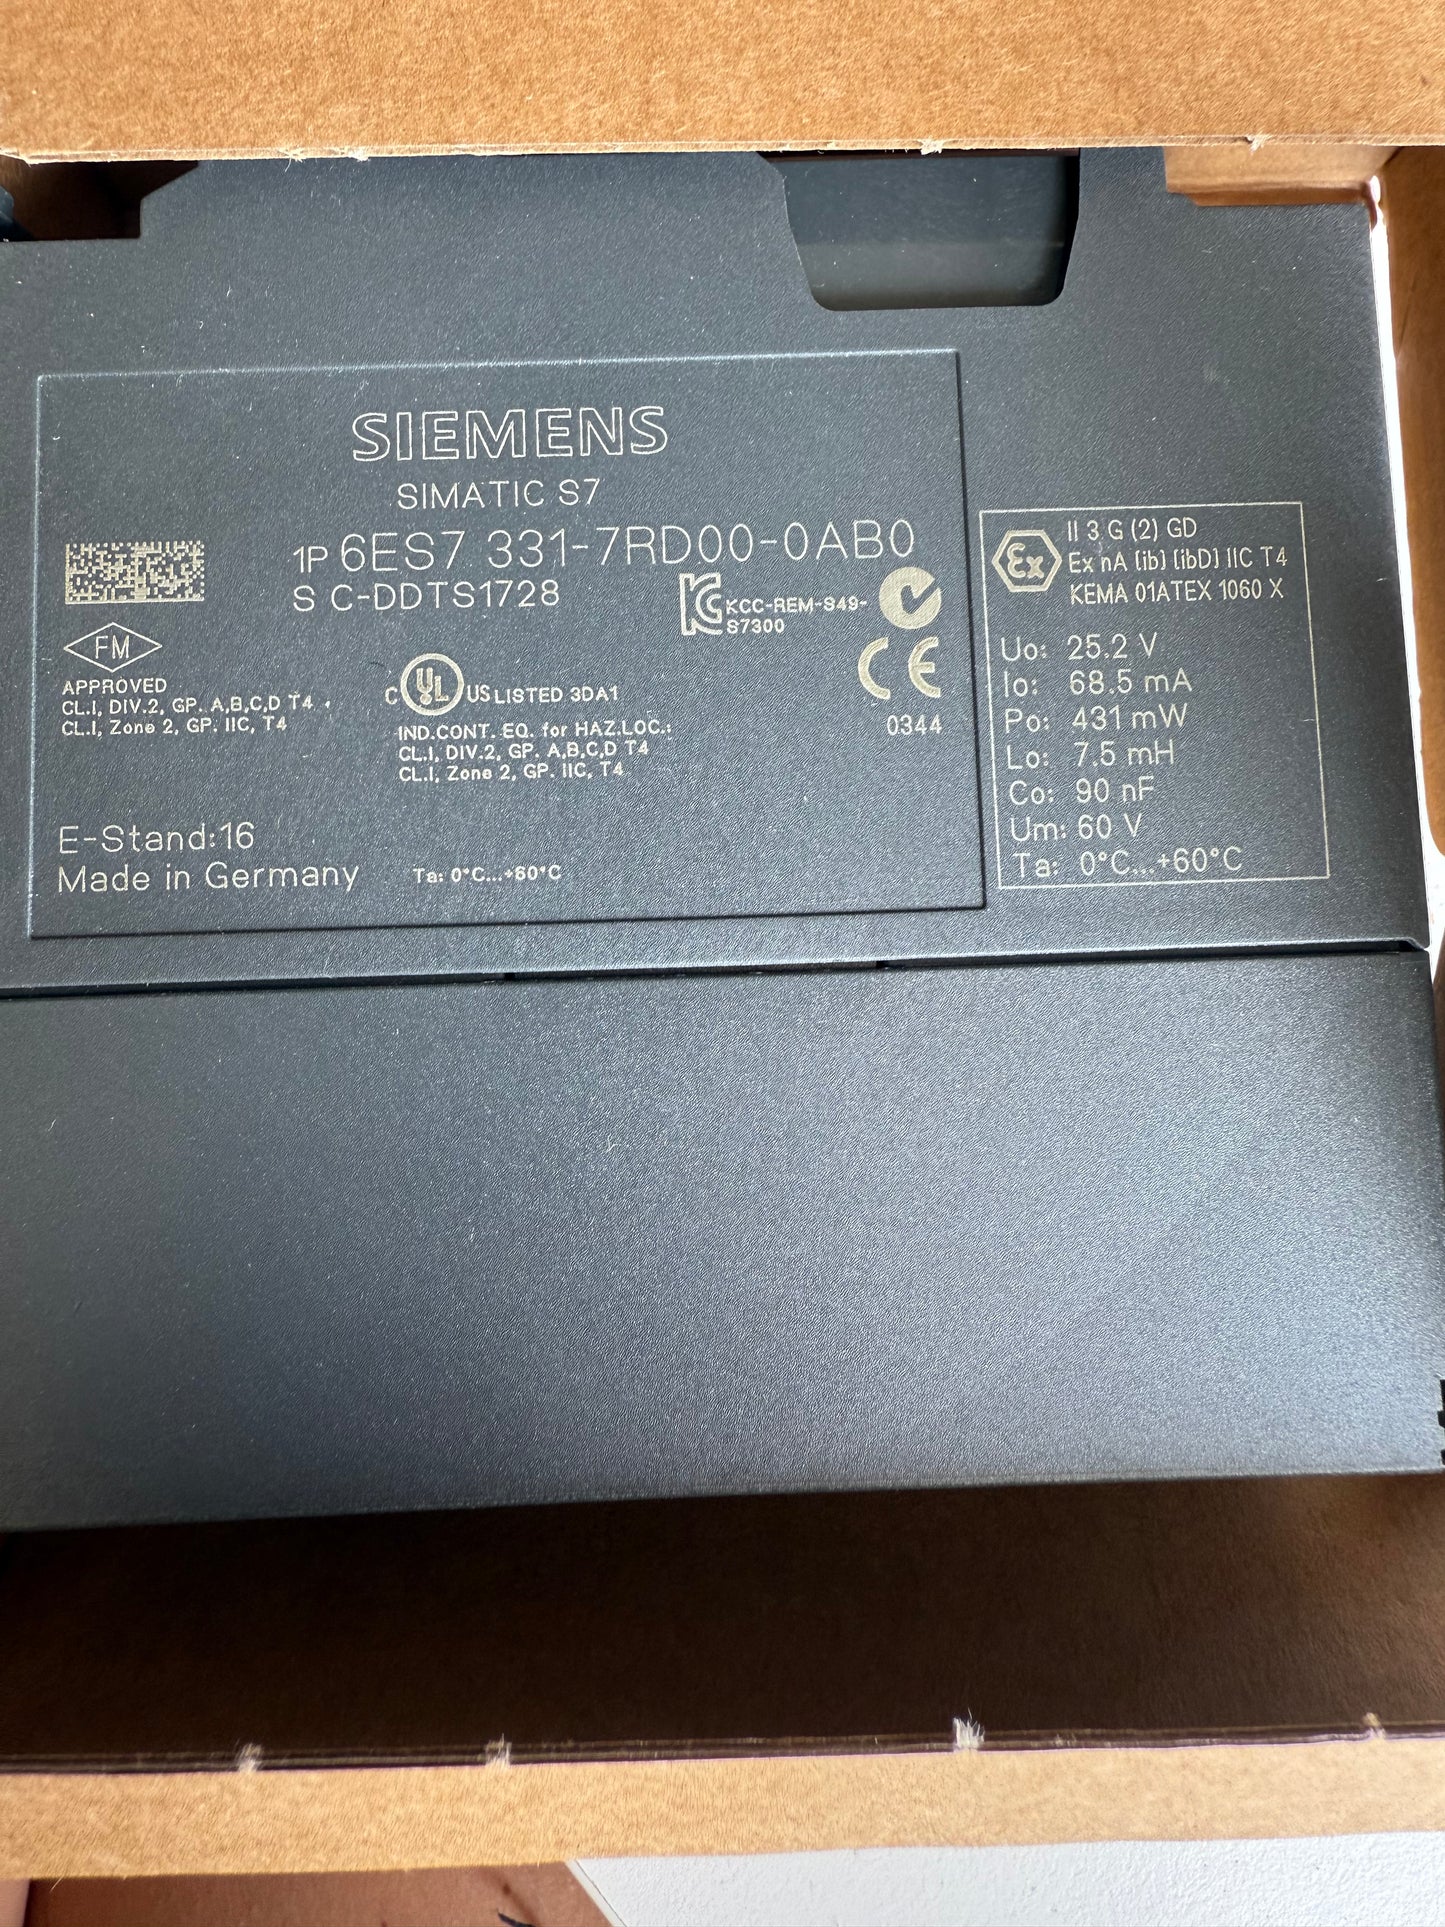 SIEMENS
SIMATIC S7
1P 6ES7 331-7RD00-0AB0
S C-DDTS1728
KCC-REM-S49-
S7300
FM
APPROVED
CL.I, DIV.2, GP. A,B,C,D T4
CL.I, Zone 2, GP. IIC, T4
C UL US LISTED 3DA1
IND.CONT. EQ. for HAZ.LOC.:
CL.I, DIV.2, GP. A,B,C,D T4
CL.I, Zone 2, GP. IIC, T4
CE
0344
E-Stand:16
Made in Germany
Ta: 0°C...+60°C
Ex
II 3 G (2) GD
Ex nA [ib] [ibD] IIC T4
KEMA 01ATEX 1060 X
Uo: 25.2 V
Io: 68.5 mA
Po: 431 mW
Lo: 7.5 mH
Co: 90 nF
Um: 60 V
Ta: 0°C...+60°C